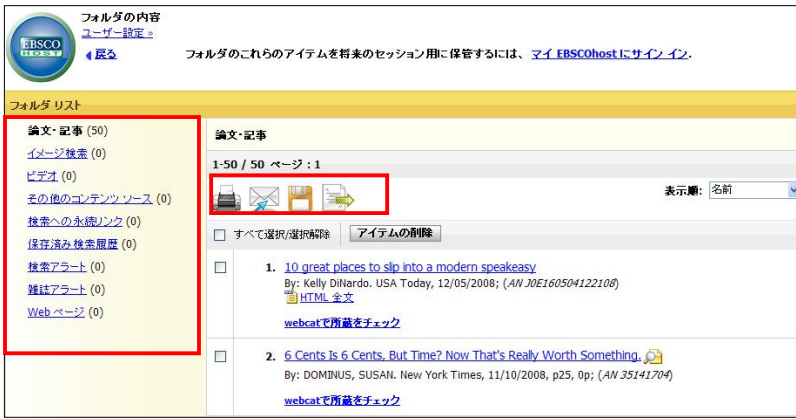 フォルダの内容
ユーザー設定 »
EBSCO
HOST
戻る
フォルダのこれらのアイテムを将来のセッション用に保管するには、 マイ EBSCOhost にサイン イン.
フォルダ リスト
論文・記事 (50)
イメージ検索 (0)
ビデオ (0)
その他のコンテンツ ソース (0)
検索への永続リンク (0)
保存済み検索履歴 (0)
検索アラート (0)
雑誌アラート (0)
Web ページ (0)
論文・記事
1-50 / 50 ページ : 1
表示順: 名前
すべて選択/選択解除 アイテムの削除
1. 10 great places to slip into a modern speakeasy
By: Kelly DiNardo. USA Today, 12/05/2008; (AN J0E160504122108)
HTML 全文
webcatで所蔵をチェック
2. 6 Cents Is 6 Cents, But Time? Now That's Really Worth Something.
By: DOMINUS, SUSAN. New York Times, 11/10/2008, p25, 0p; (AN 35141704)
webcatで所蔵をチェック